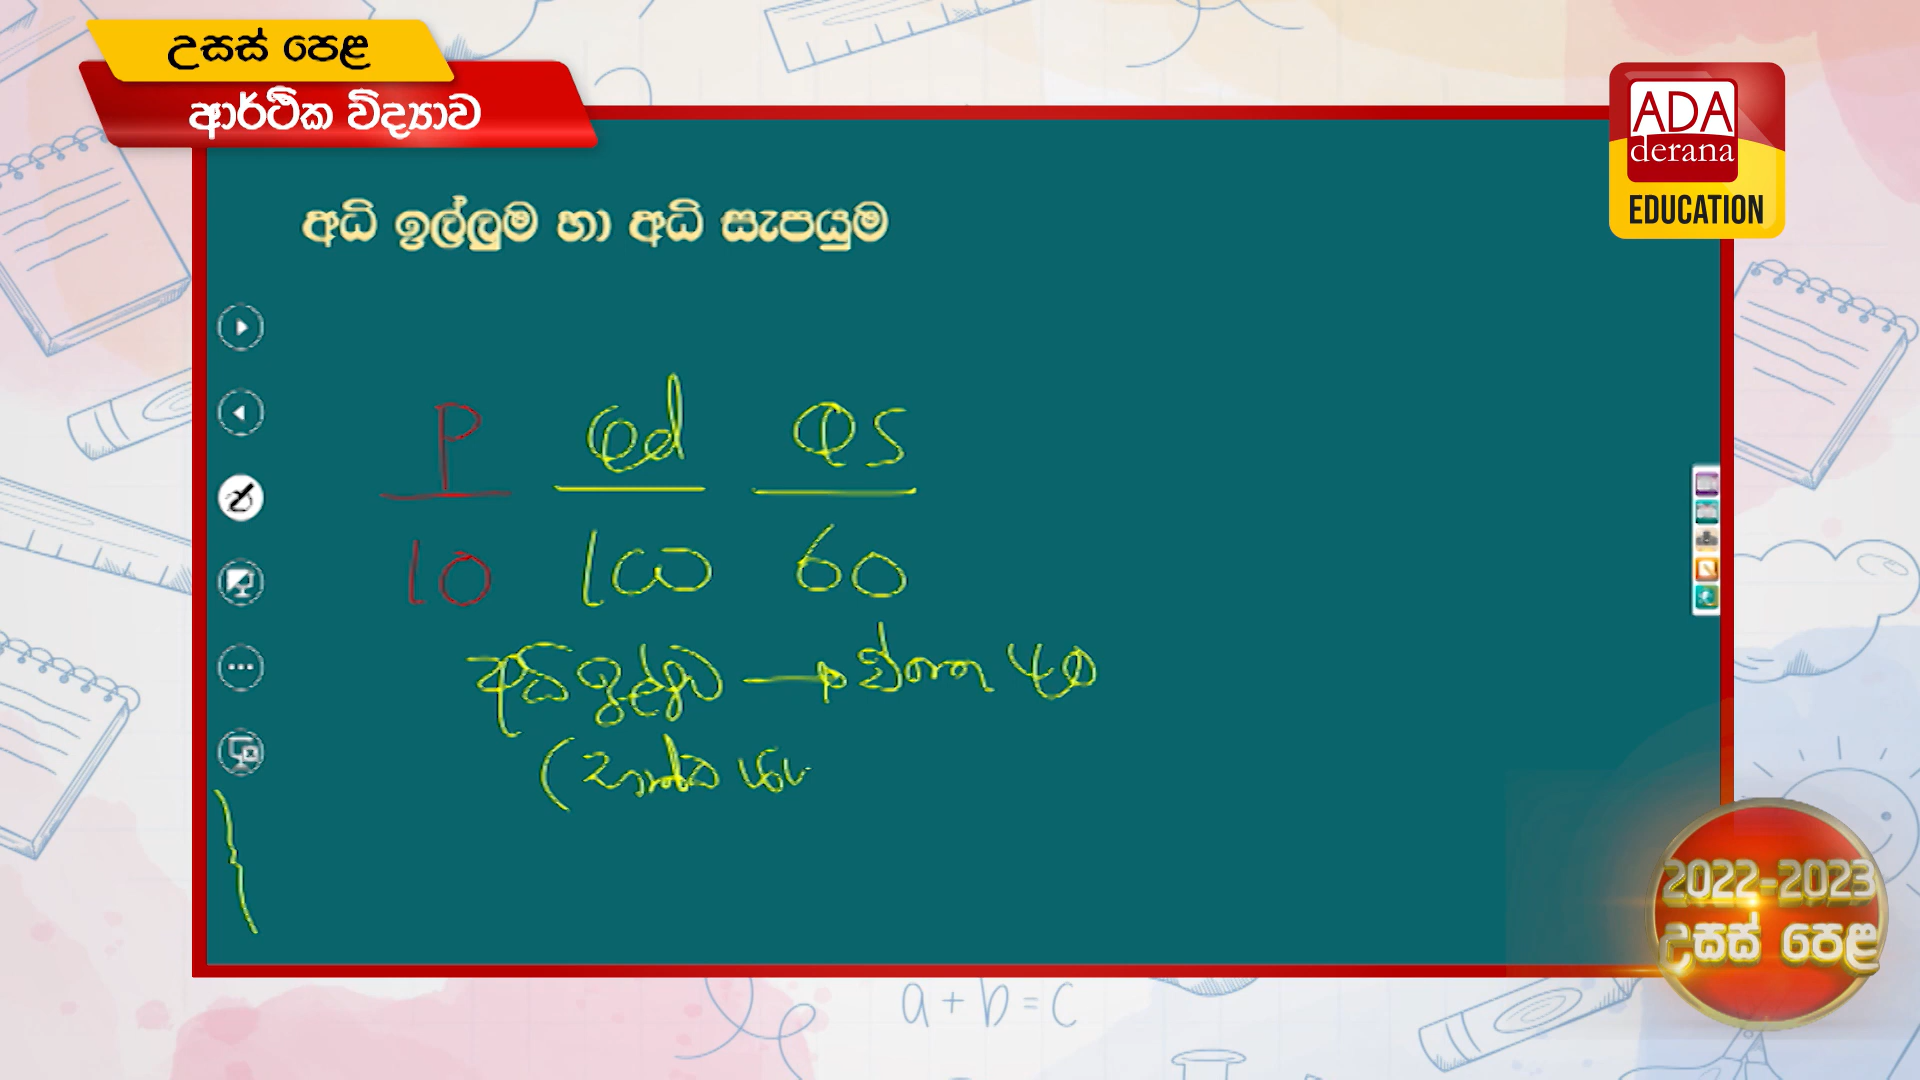 උසස් පෙළ
ආර්ථික විද්‍යාව
ADA
derana
EDUCATION
අධි ඉල්ලුම හා අධි සැපයුම
P Qd QS
10 100 60
අධි ඉල්ලුම → ඒකක 40
2022-2023
උසස් පෙළ
a + b = c